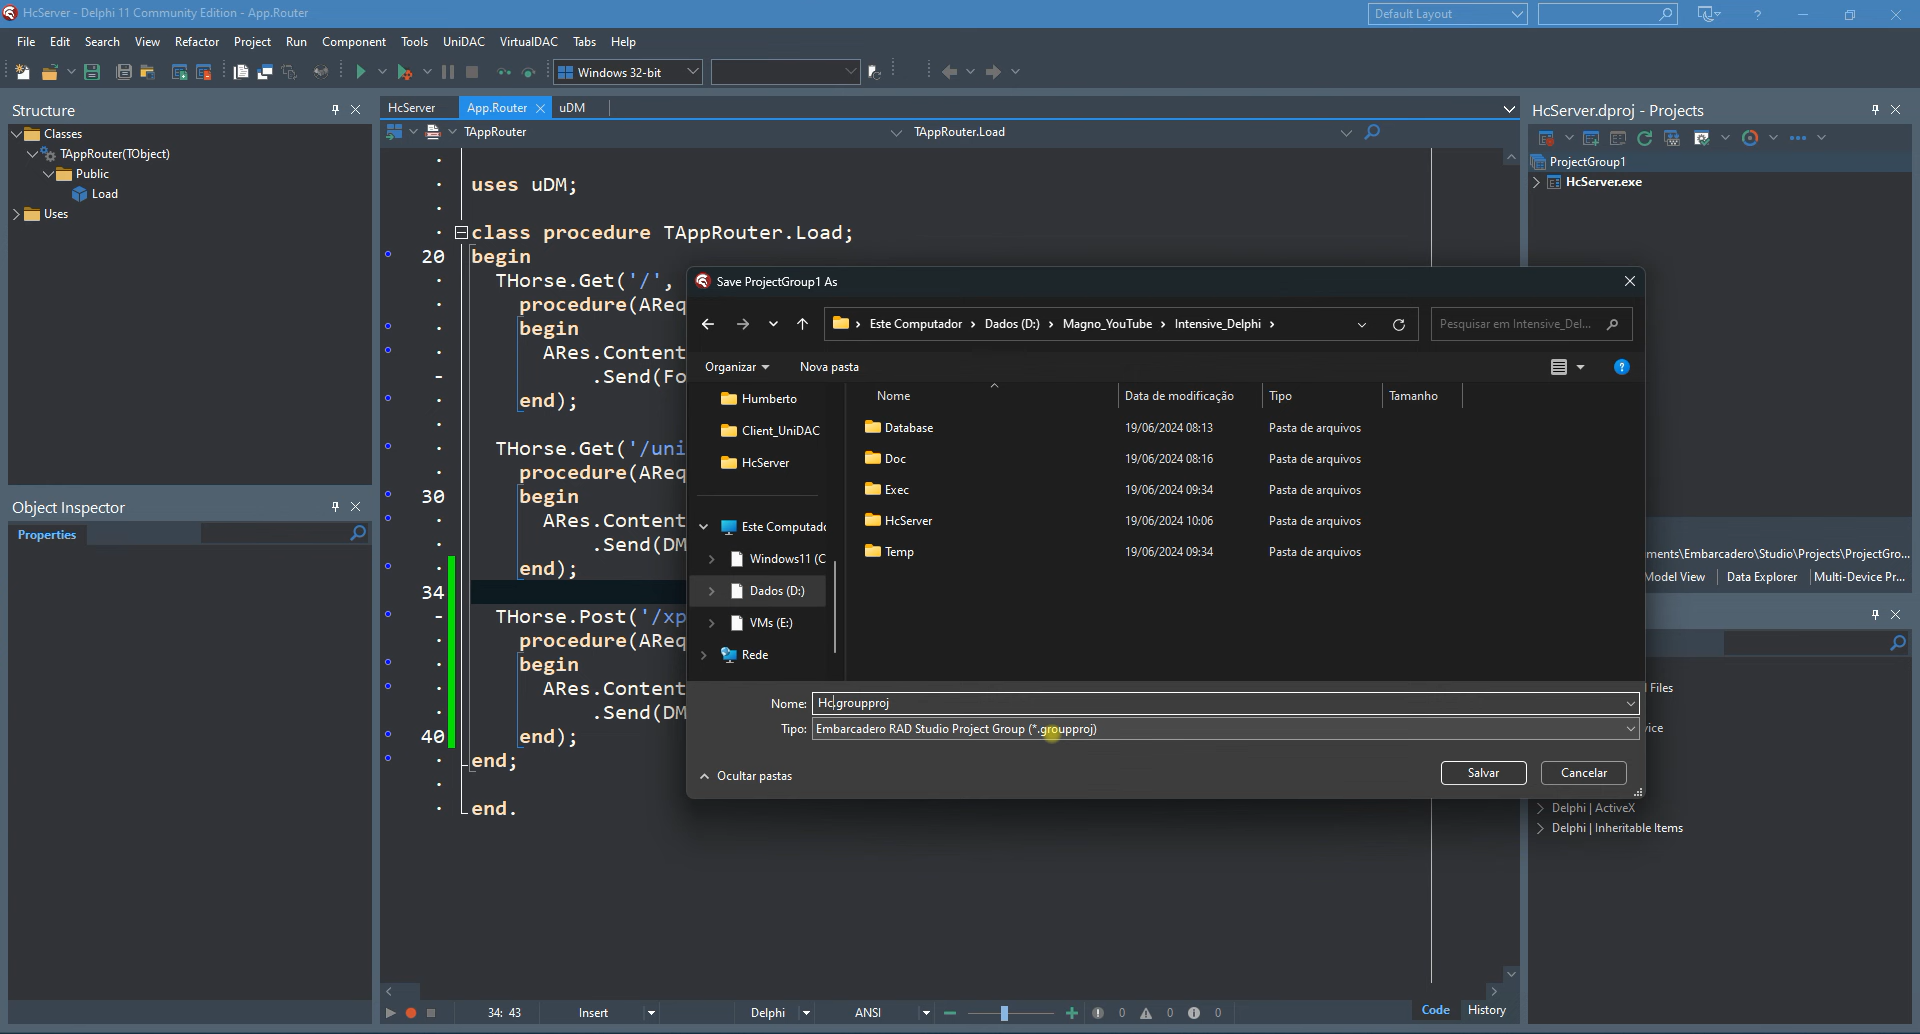 HcServer - Delphi 11 Community Edition - App.Router
Default Layout
?
File Edit Search View Refactor Project Run Component Tools UniDAC VirtualDAC Tabs Help
Windows 32-bit
Structure
Classes
TAppRouter(TObject)
Public
Load
Uses
Object Inspector
Properties
HcServer App.Router uDM
TAppRouter TAppRouter.Load
uses uDM;
class procedure TAppRouter.Load;
20 begin
THorse.Get('/',
procedure(AReq
begin
ARes.Content
.Send(Fo
end);
THorse.Get('/uni
procedure(AReq
30 begin
ARes.Content
.Send(DM
end);
34
THorse.Post('/xp
procedure(AReq
begin
ARes.Content
.Send(DM
40 end);
end;
end.
34: 43 Insert Delphi ANSI 0 0 0
Code History
HcServer.dproj - Projects
ProjectGroup1
HcServer.exe
ments\Embarcadero\Studio\Projects\ProjectGro...
Model View Data Explorer Multi-Device Pr...
l Files
vice
Delphi | ActiveX
Delphi | Inheritable Items
Save ProjectGroup1 As
Este Computador Dados (D:) Magno_YouTube Intensive_Delphi
Pesquisar em Intensive_Del...
Organizar Nova pasta
?
Humberto
Client_UniDAC
HcServer
Este Computado
Windows11 (C
Dados (D:)
VMs (E:)
Rede
Nome Data de modificação Tipo Tamanho
Database 19/06/2024 08:13 Pasta de arquivos
Doc 19/06/2024 08:16 Pasta de arquivos
Exec 19/06/2024 09:34 Pasta de arquivos
HcServer 19/06/2024 10:06 Pasta de arquivos
Temp 19/06/2024 09:34 Pasta de arquivos
Nome: Hc.groupproj
Tipo: Embarcadero RAD Studio Project Group (*.groupproj)
Ocultar pastas
Salvar Cancelar